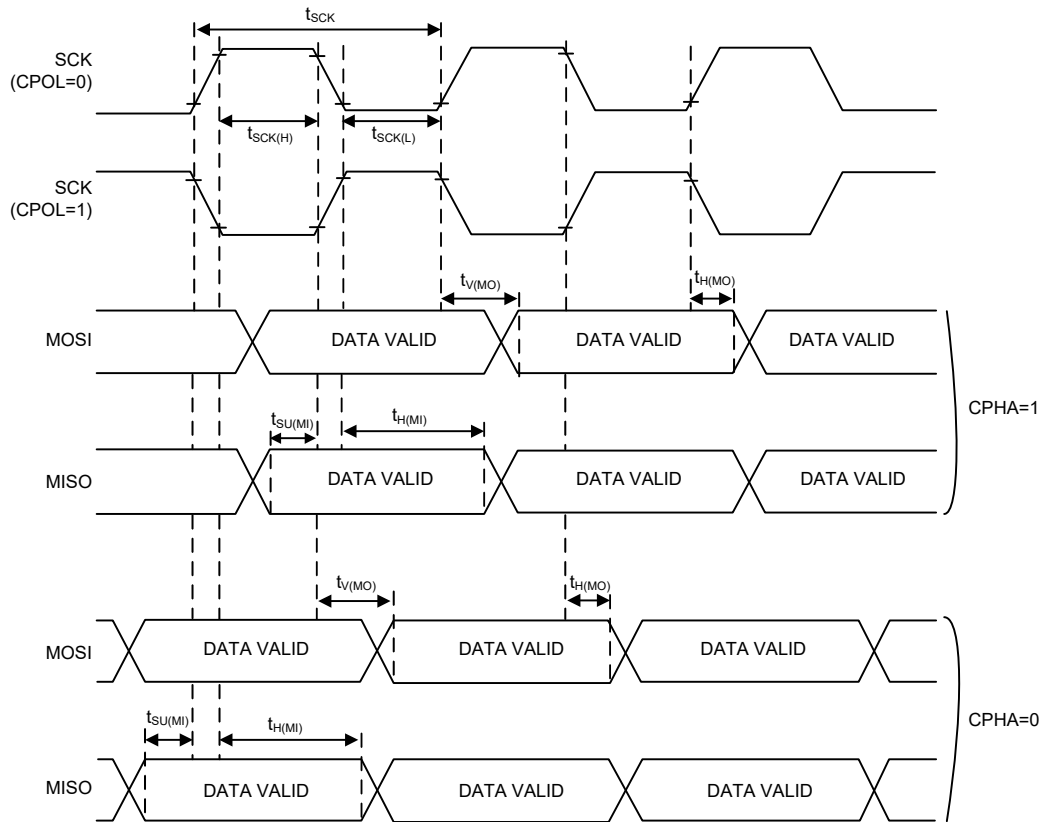 tSCK
SCK
(CPOL=0)
tSCK(H)
tSCK(L)
SCK
(CPOL=1)
tV(MO)
tH(MO)
MOSI
DATA VALID
DATA VALID
DATA VALID
CPHA=1
tSU(MI)
tH(MI)
MISO
DATA VALID
DATA VALID
DATA VALID
tV(MO)
tH(MO)
MOSI
DATA VALID
DATA VALID
DATA VALID
CPHA=0
tSU(MI)
tH(MI)
MISO
DATA VALID
DATA VALID
DATA VALID